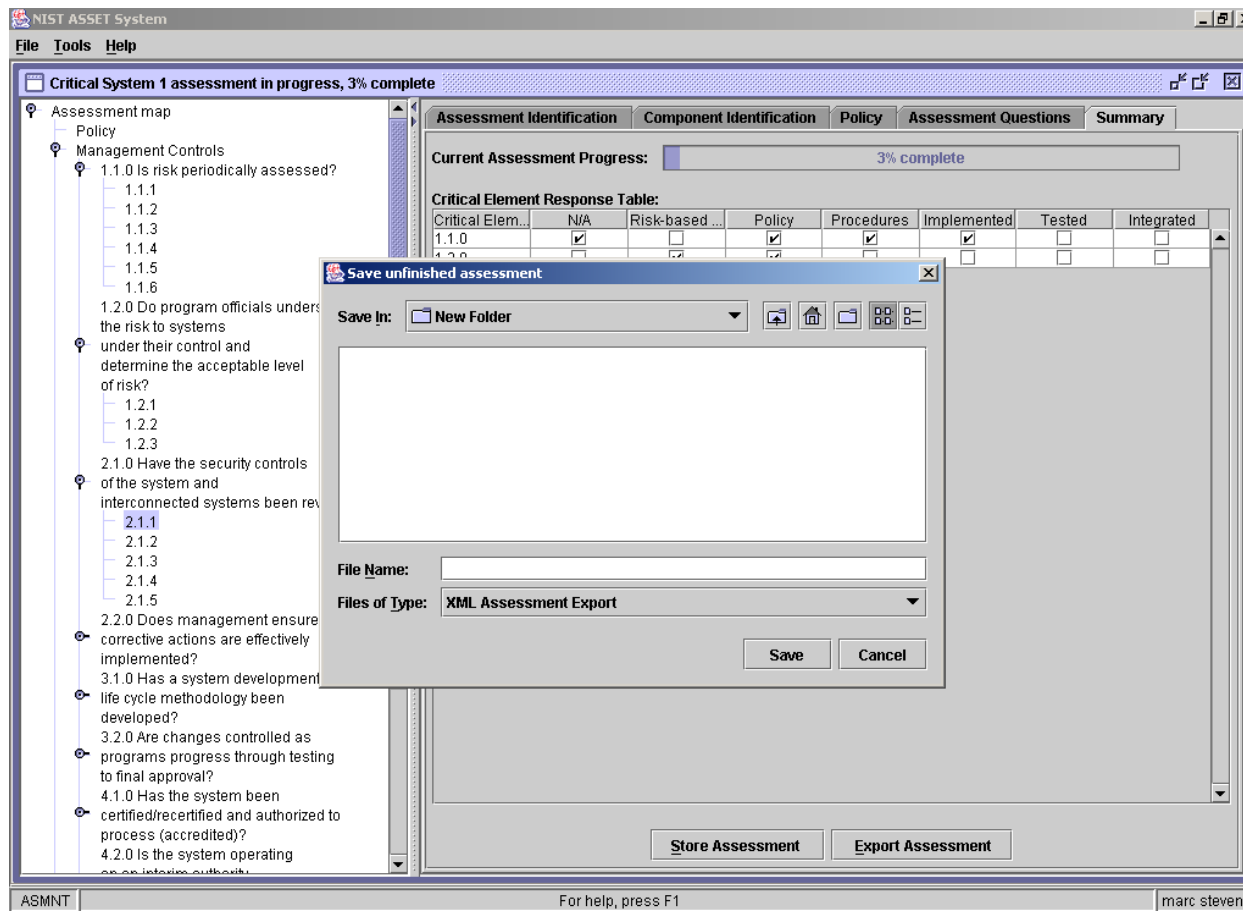 NIST ASSET System
File Tools Help
Critical System 1 assessment in progress, 3% complete
Assessment map
Policy
Management Controls
1.1.0 Is risk periodically assessed?
1.1.1
1.1.2
1.1.3
1.1.4
1.1.5
1.1.6
1.2.0 Do program officials unders
the risk to systems
under their control and
determine the acceptable level
of risk?
1.2.1
1.2.2
1.2.3
2.1.0 Have the security controls
of the system and
interconnected systems been rev
2.1.1
2.1.2
2.1.3
2.1.4
2.1.5
2.2.0 Does management ensure
corrective actions are effectively
implemented?
3.1.0 Has a system development
life cycle methodology been
developed?
3.2.0 Are changes controlled as
programs progress through testing
to final approval?
4.1.0 Has the system been
certified/recertified and authorized to
process (accredited)?
4.2.0 Is the system operating
on an interim authority
Assessment Identification Component Identification Policy Assessment Questions Summary
Current Assessment Progress: 3% complete
Critical Element Response Table:
Critical Elem... N/A Risk-based ... Policy Procedures Implemented Tested Integrated
1.1.0
1.2.0
Save unfinished assessment
Save In: New Folder
File Name:
Files of Type: XML Assessment Export
Save Cancel
Store Assessment Export Assessment
ASMNT For help, press F1 marc steven